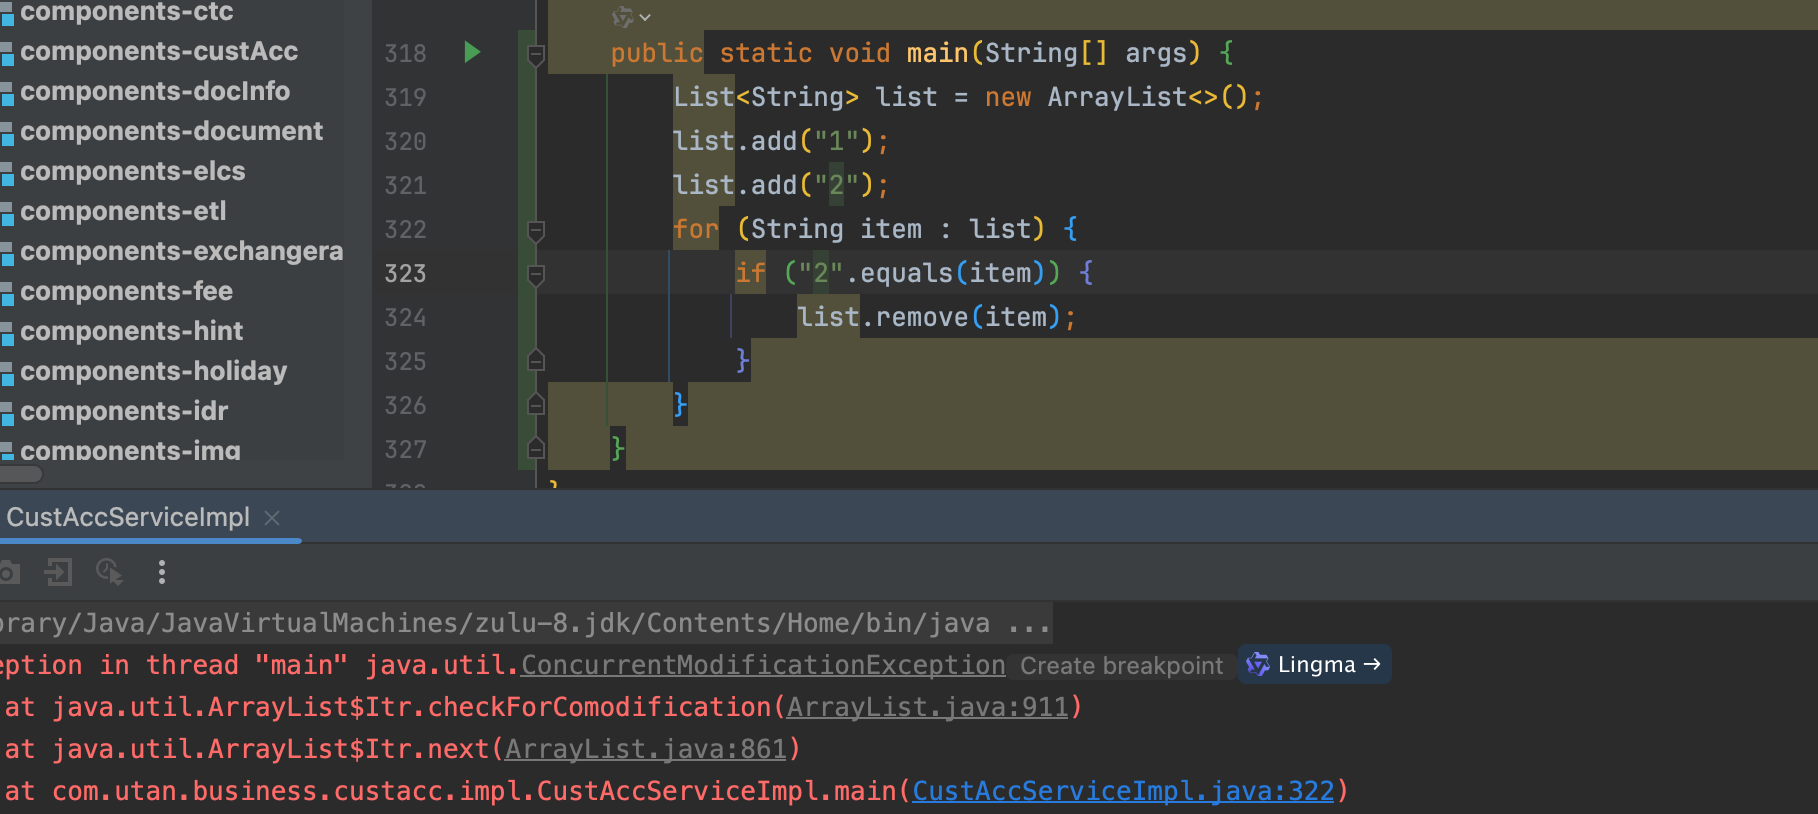 components-ctc
components-custAcc
components-docInfo
components-document
components-elcs
components-etl
components-exchangera
components-fee
components-hint
components-holiday
components-idr
components-img
318 public static void main(String[] args) {
319 List<String> list = new ArrayList<>();
320 list.add("1");
321 list.add("2");
322 for (String item : list) {
323 if ("2".equals(item)) {
324 list.remove(item);
325 }
326 }
327 }
}
CustAccServiceImpl
brary/Java/JavaVirtualMachines/zulu-8.jdk/Contents/Home/bin/java ...
eption in thread "main" java.util.ConcurrentModificationException Create breakpoint Lingma →
at java.util.ArrayList$Itr.checkForComodification(ArrayList.java:911)
at java.util.ArrayList$Itr.next(ArrayList.java:861)
at com.utan.business.custacc.impl.CustAccServiceImpl.main(CustAccServiceImpl.java:322)